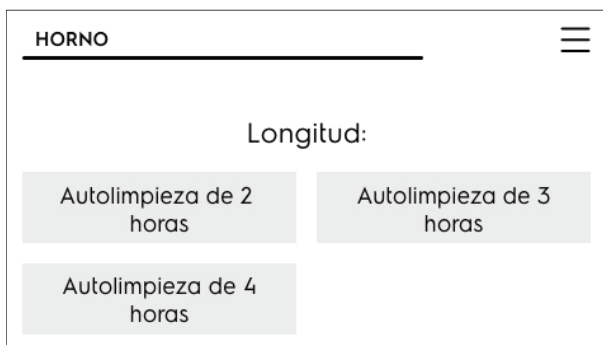 HORNO
Longitud:
Autolimpieza de 2
horas
Autolimpieza de 3
horas
Autolimpieza de 4
horas